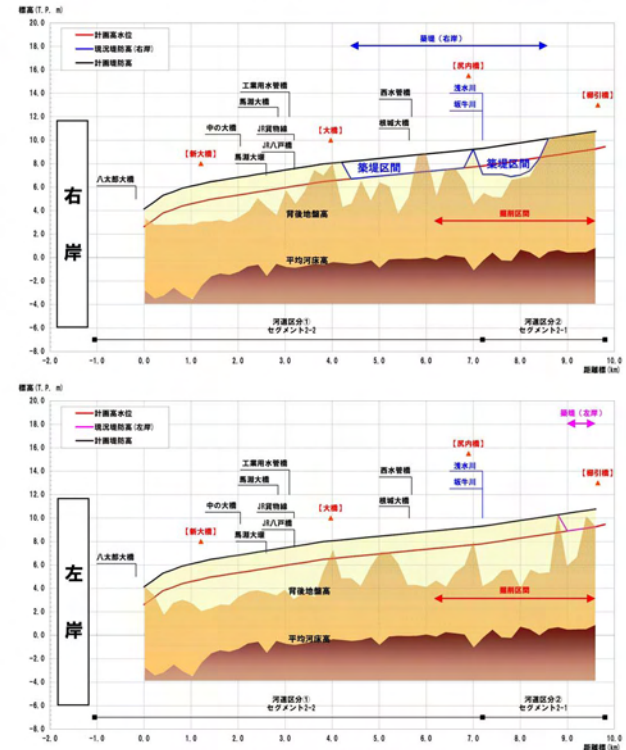 標高(T.P. m)
20.0
18.0
16.0
14.0
12.0
10.0
8.0
6.0
4.0
2.0
0.0
-2.0
-4.0
-6.0
-8.0
計画高水位
現況堤防高(右岸)
計画堤防高
築堤(右岸)
【尻内橋】
【櫛引橋】
工業用水管橋
馬淵大橋
中の大橋
JR貨物線
JR八戸橋
【大橋】
【新大橋】
馬淵大堰
八太郎大橋
西水管橋
根城大橋
浅水川
坂牛川
築堤区間
築堤区間
背後地盤高
平均河床高
右岸
河道区分①
セグメント2-2
河道区分②
セグメント2-1
-2.0 -1.0 0.0 1.0 2.0 3.0 4.0 5.0 6.0 7.0 8.0 9.0 10.0
距離標(km)
標高(T.P. m)
20.0
18.0
16.0
14.0
12.0
10.0
8.0
6.0
4.0
2.0
0.0
-2.0
-4.0
-6.0
-8.0
計画高水位
現況堤防高(左岸)
計画堤防高
築堤(左岸)
【尻内橋】
【櫛引橋】
工業用水管橋
馬淵大橋
中の大橋
JR貨物線
JR八戸橋
【大橋】
【新大橋】
馬淵大堰
八太郎大橋
西水管橋
根城大橋
浅水川
坂牛川
背後地盤高
平均河床高
左岸
河道区分①
セグメント2-2
河道区分②
セグメント2-1
-2.0 -1.0 0.0 1.0 2.0 3.0 4.0 5.0 6.0 7.0 8.0 9.0 10.0
距離標(km)